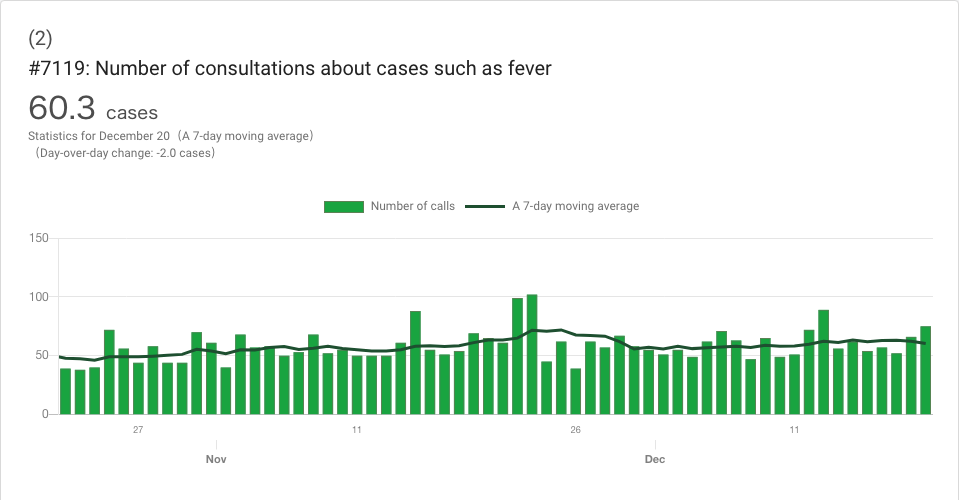 (2)
#7119: Number of consultations about cases such as fever
60.3 cases
Statistics for December 20（A 7-day moving average）
（Day-over-day change: -2.0 cases）
Number of calls A 7-day moving average
150
100
50
0
27 11 26 11
Nov Dec